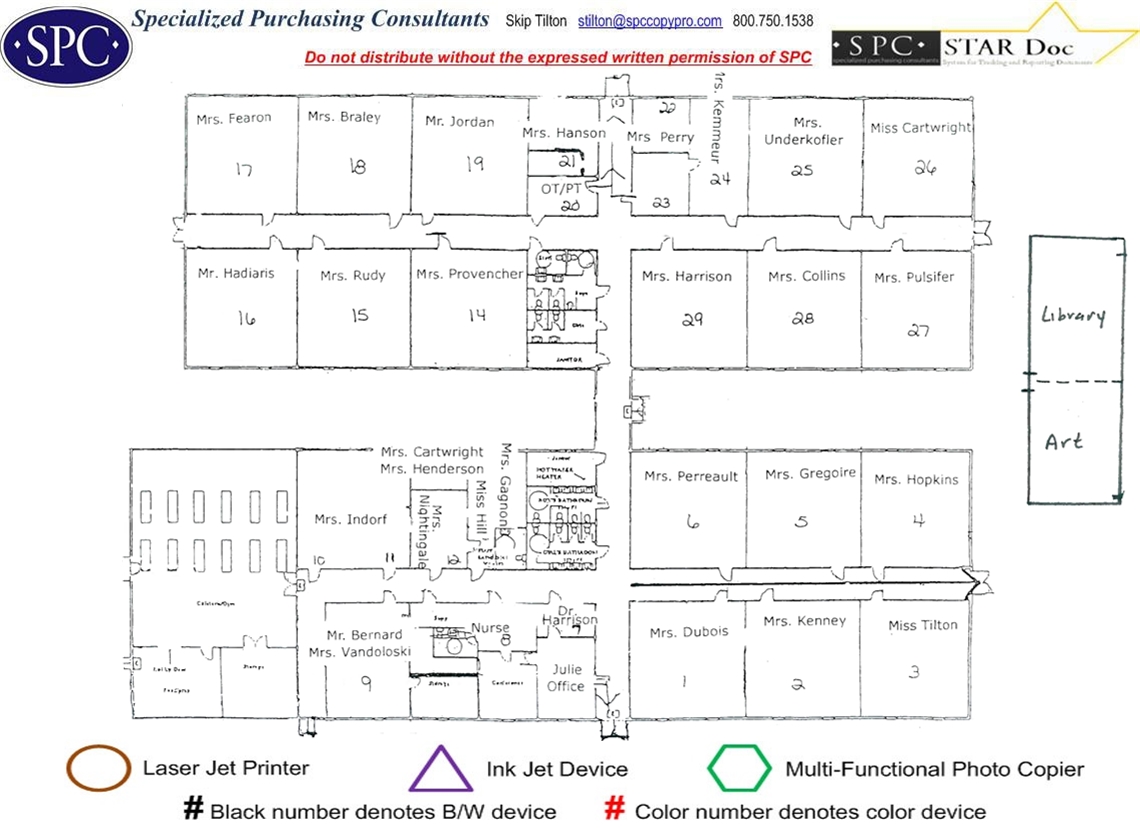 SPC
Specialized Purchasing Consultants Skip Tilton stilton@spccopypro.com 800.750.1538
Do not distribute without the expressed written permission of SPC
SPC
specialized purchasing consultants
STAR Doc
System for Tracking and Reporting Documents
Mrs. Fearon
17
Mrs. Braley
18
Mr. Jordan
19
Mrs. Hanson
21
OT/PT
20
22
Mrs Perry
23
Mrs. Kemmeur
24
Mrs.
Underkofler
25
Miss Cartwright
26
Mr. Hadiaris
16
Mrs. Rudy
15
Mrs. Provencher
14
JANITOR
Mrs. Harrison
29
Mrs. Collins
28
Mrs. Pulsifer
27
Library
Art
Mrs. Indorf
10
11
Mrs. Cartwright
Mrs. Henderson
Mrs.
Nightingale
Miss Hill
12
Mrs. Gagnon
HOT WATER
HEATER
Mrs. Perreault
6
Mrs. Gregoire
5
Mrs. Hopkins
4
Mr. Bernard
Mrs. Vandoloski
9
Nurse
8
Dr.
Harrison
7
Julie
Office
Conference
Mrs. Dubois
1
Mrs. Kenney
2
Miss Tilton
3
Laser Jet Printer
Ink Jet Device
Multi-Functional Photo Copier
# Black number denotes B/W device
# Color number denotes color device